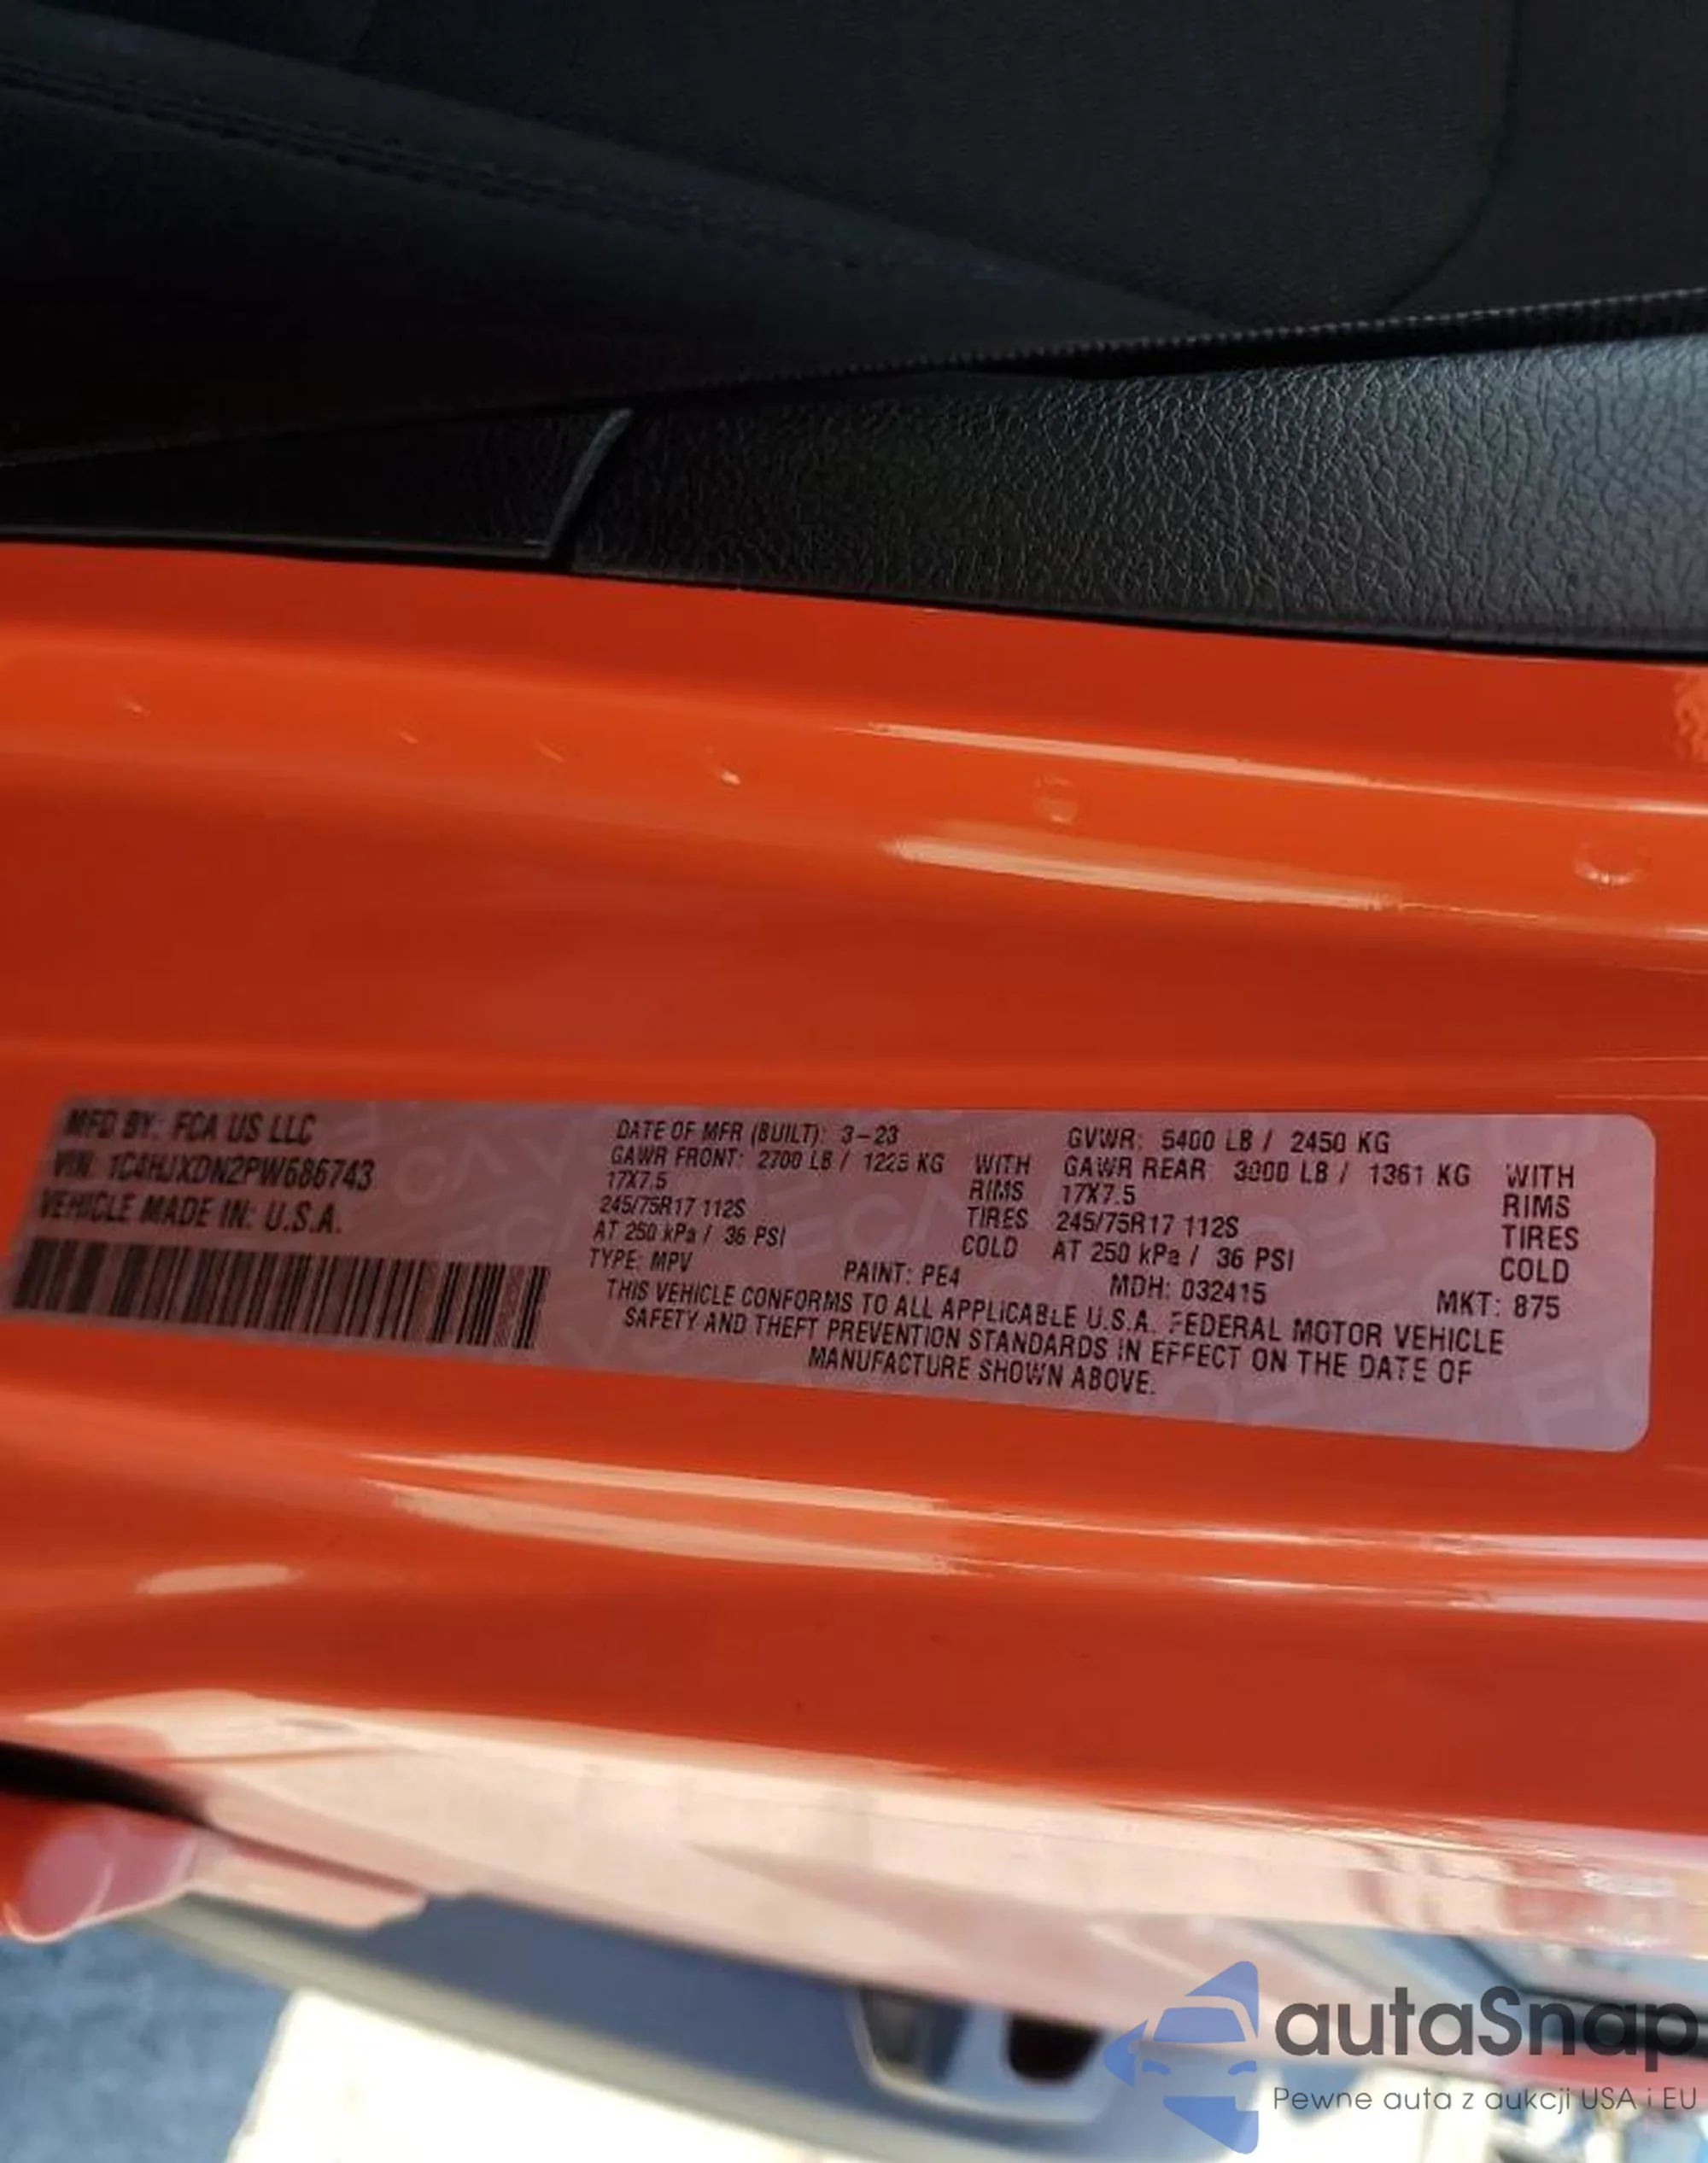 MFD BY: FCA US LLC
VIN: 1C4HJXDN2PW686743
VEHICLE MADE IN: U.S.A.
DATE OF MFR (BUILT): 3-23
GAWR FRONT: 2700 LB / 1225 KG WITH
17X7.5 RIMS
245/75R17 112S TIRES
AT 250 kPa / 36 PSI COLD
TYPE: MPV
GVWR: 5400 LB / 2450 KG
GAWR REAR 3000 LB / 1361 KG WITH
17X7.5 RIMS
245/75R17 112S TIRES
AT 250 kPa / 36 PSI COLD
PAINT: PE4 MDH: 032415 MKT: 875
THIS VEHICLE CONFORMS TO ALL APPLICABLE U.S.A. FEDERAL MOTOR VEHICLE
SAFETY AND THEFT PREVENTION STANDARDS IN EFFECT ON THE DATE OF
MANUFACTURE SHOWN ABOVE.
autaSnap
Pewne auta z aukcji USA i EU